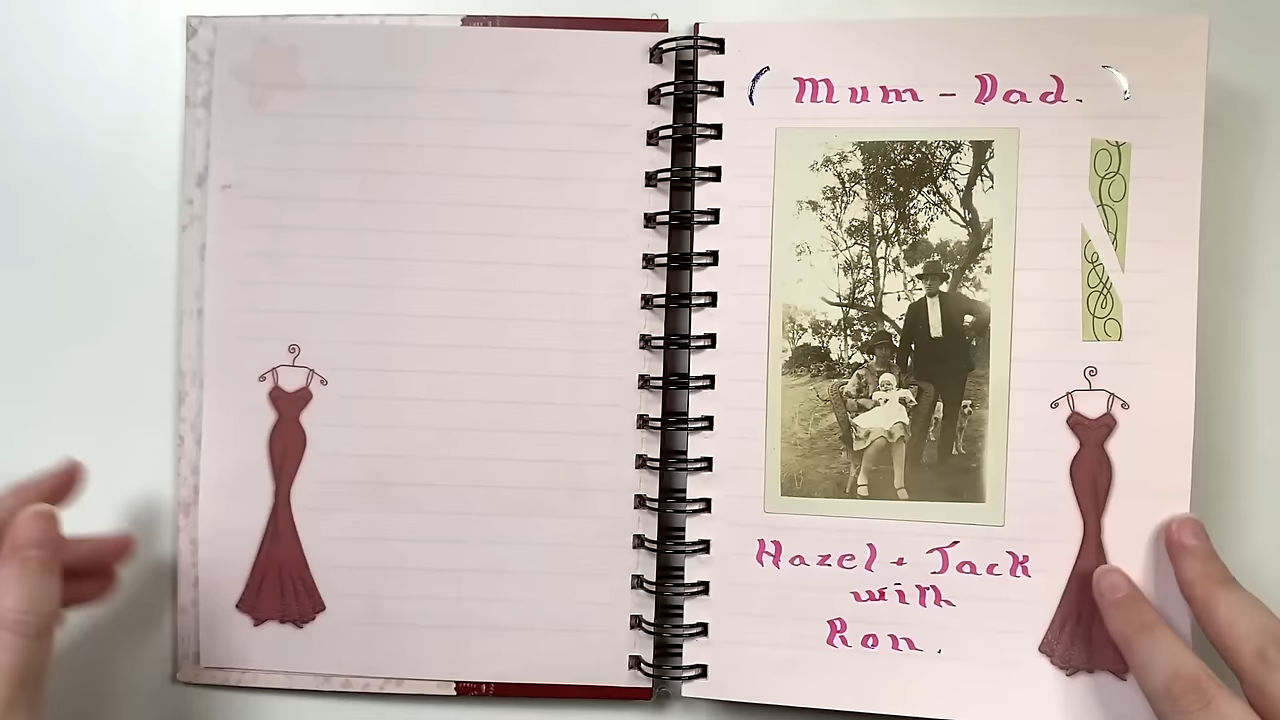 ( Mum - Dad. )
Hazel + Jack
with
Ron.